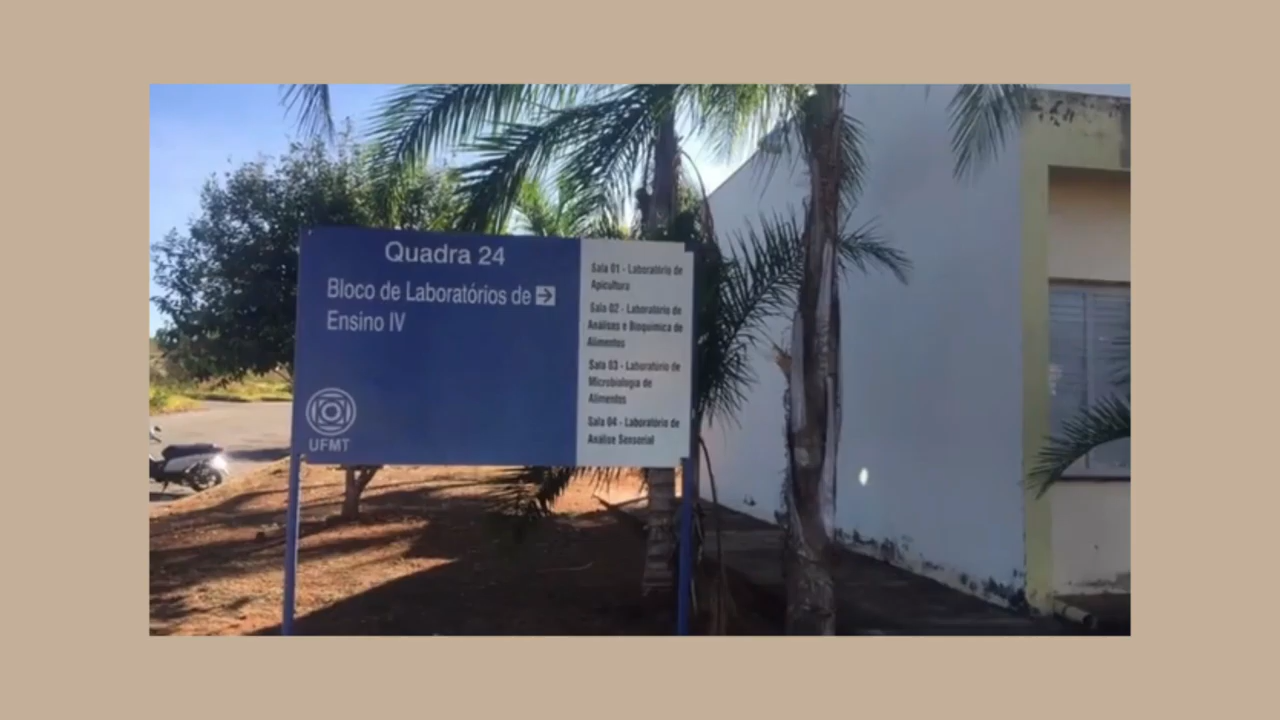 Quadra 24
Bloco de Laboratórios de
Ensino IV
UFMT
Sala 01 - Laboratório de
Apicultura
Sala 02 - Laboratório de
Análises e Bioquímica de
Alimentos
Sala 03 - Laboratório de
Microbiologia de
Alimentos
Sala 04 - Laboratório de
Análise Sensorial